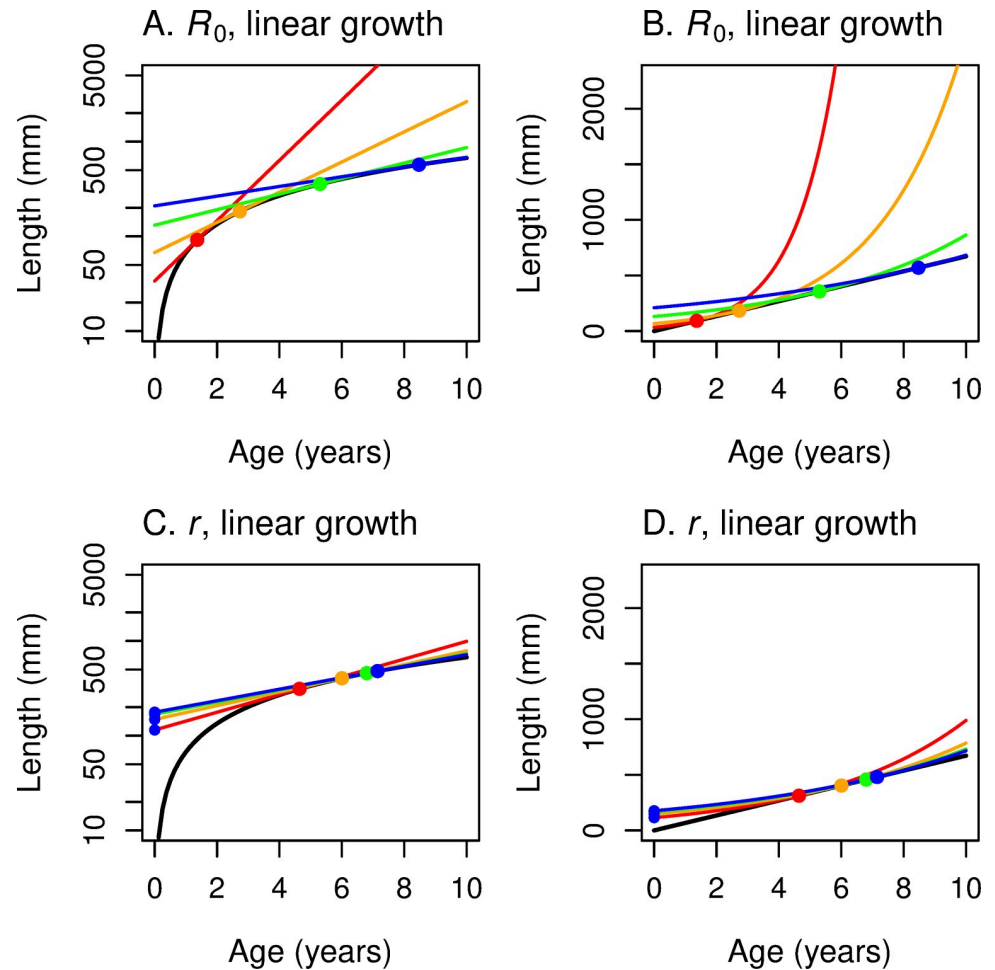 A. R0, linear growth
Length (mm)
10 50 500 5000
0 2 4 6 8 10
Age (years)
B. R0, linear growth
Length (mm)
0 1000 2000
0 2 4 6 8 10
Age (years)
C. r, linear growth
Length (mm)
10 50 500 5000
0 2 4 6 8 10
Age (years)
D. r, linear growth
Length (mm)
0 1000 2000
0 2 4 6 8 10
Age (years)